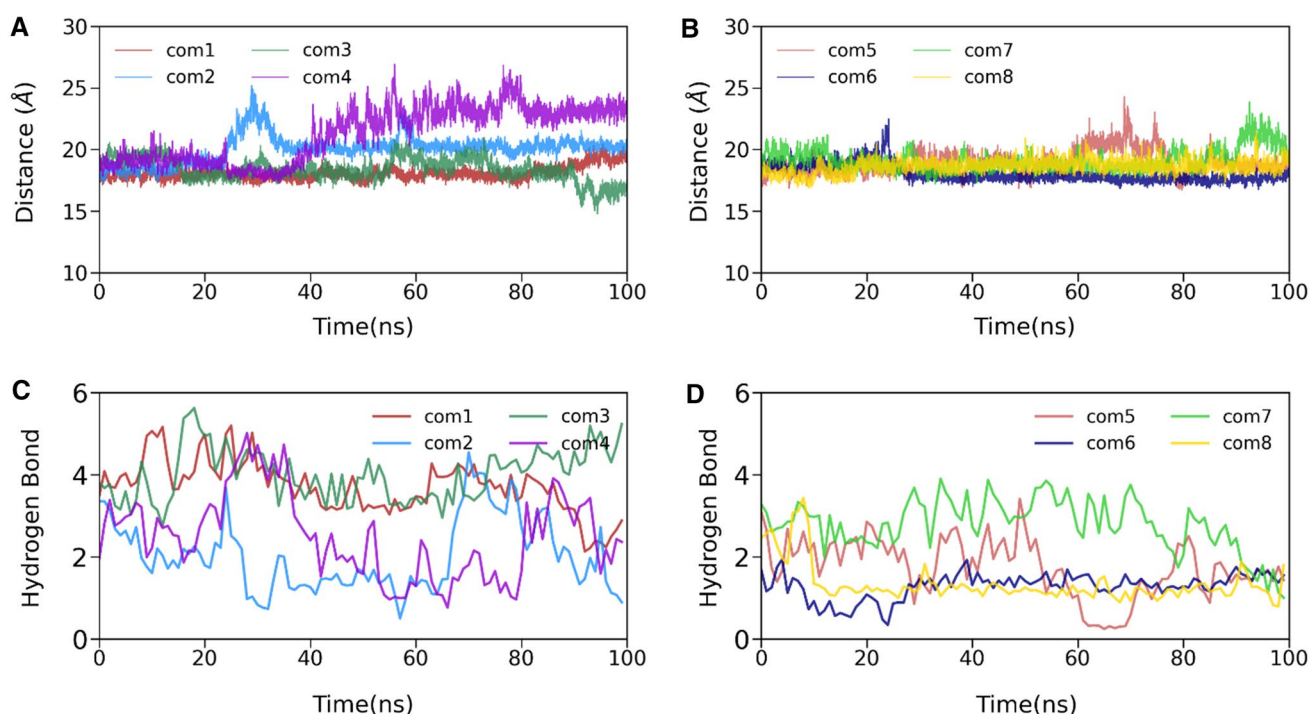 A
30
25
20
15
10
Distance (Å)
com1 com3
com2 com4
0 20 40 60 80 100
Time(ns)
B
30
25
20
15
10
Distance (Å)
com5 com7
com6 com8
0 20 40 60 80 100
Time(ns)
C
6
4
2
0
Hydrogen Bond
com1 com3
com2 com4
0 20 40 60 80 100
Time(ns)
D
6
4
2
0
Hydrogen Bond
com5 com7
com6 com8
0 20 40 60 80 100
Time(ns)